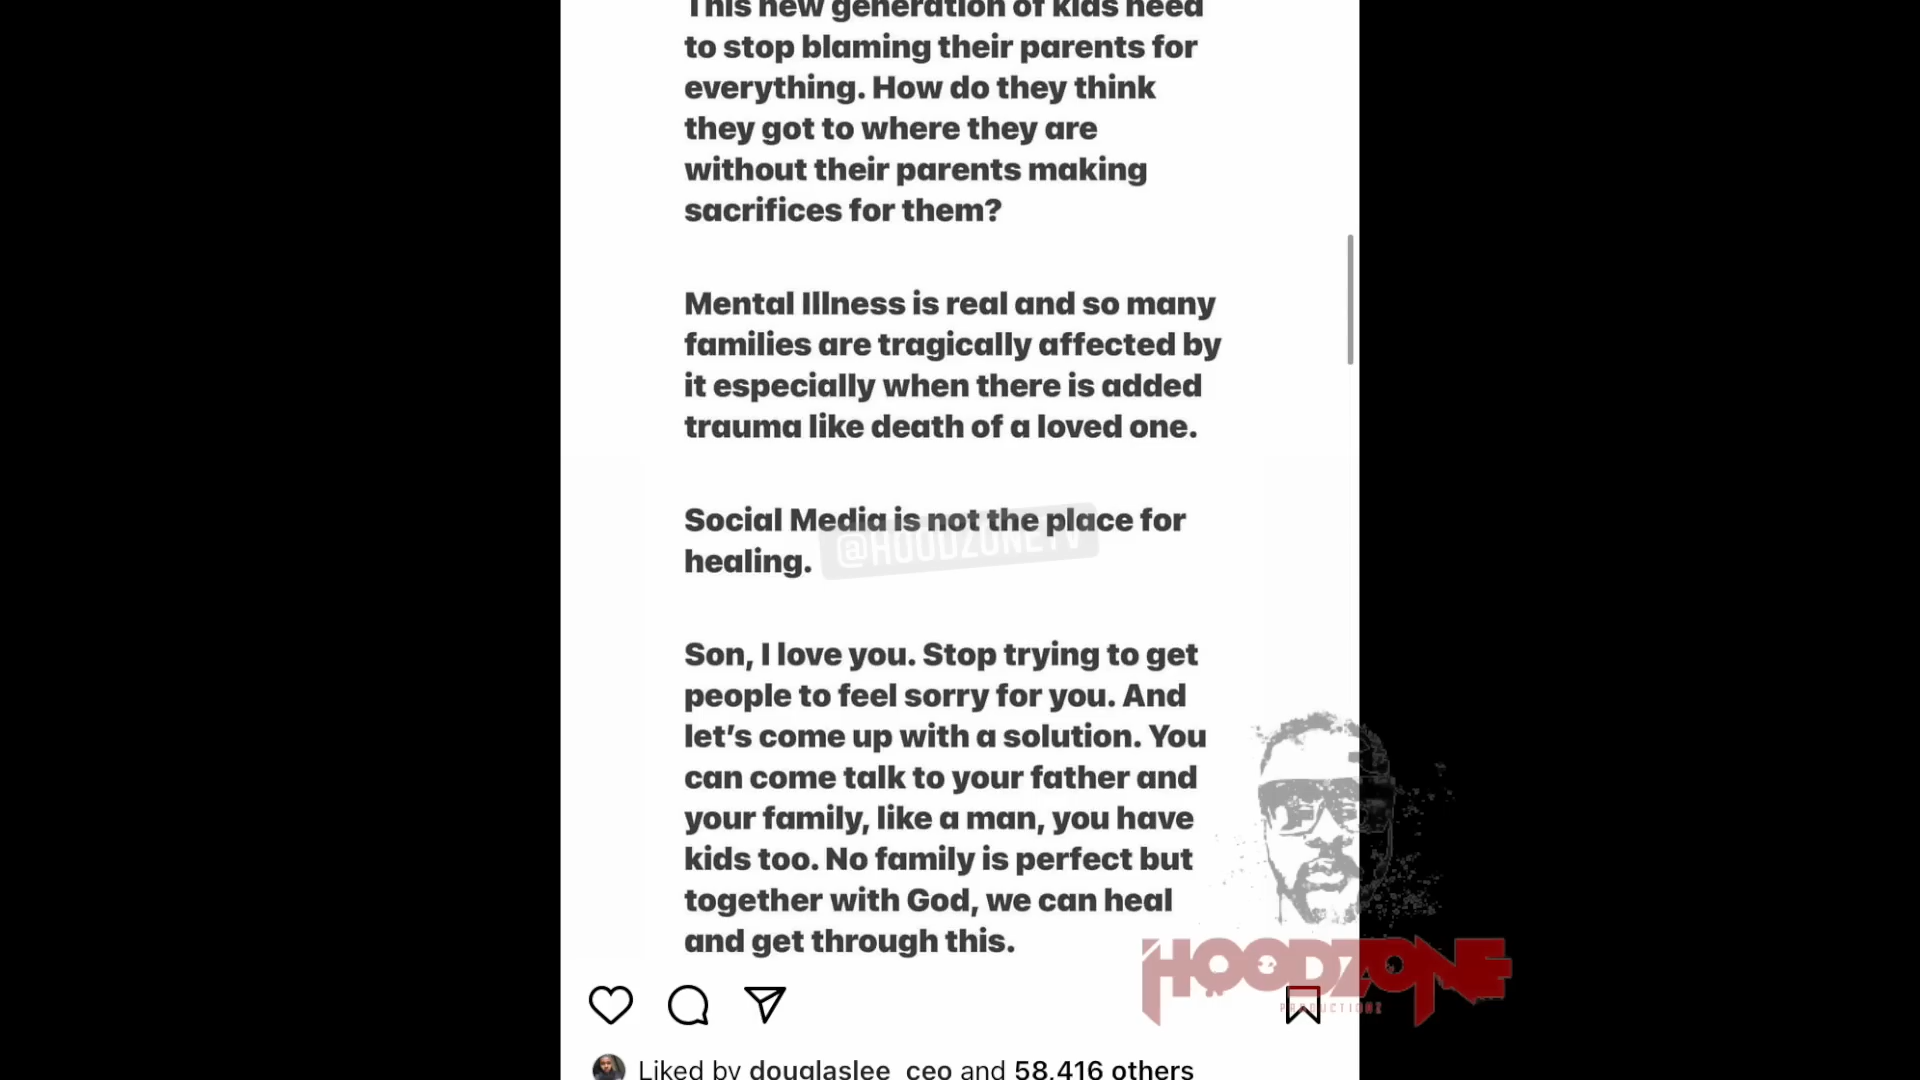 This new generation of kids need
to stop blaming their parents for
everything. How do they think
they got to where they are
without their parents making
sacrifices for them?
Mental Illness is real and so many
families are tragically affected by
it especially when there is added
trauma like death of a loved one.
Social Media is not the place for
healing.
@HOODZONETV
Son, I love you. Stop trying to get
people to feel sorry for you. And
let’s come up with a solution. You
can come talk to your father and
your family, like a man, you have
kids too. No family is perfect but
together with God, we can heal
and get through this.
HOODZONE
PRODUCTIONZ
Liked by douglaslee_ceo and 58,416 others